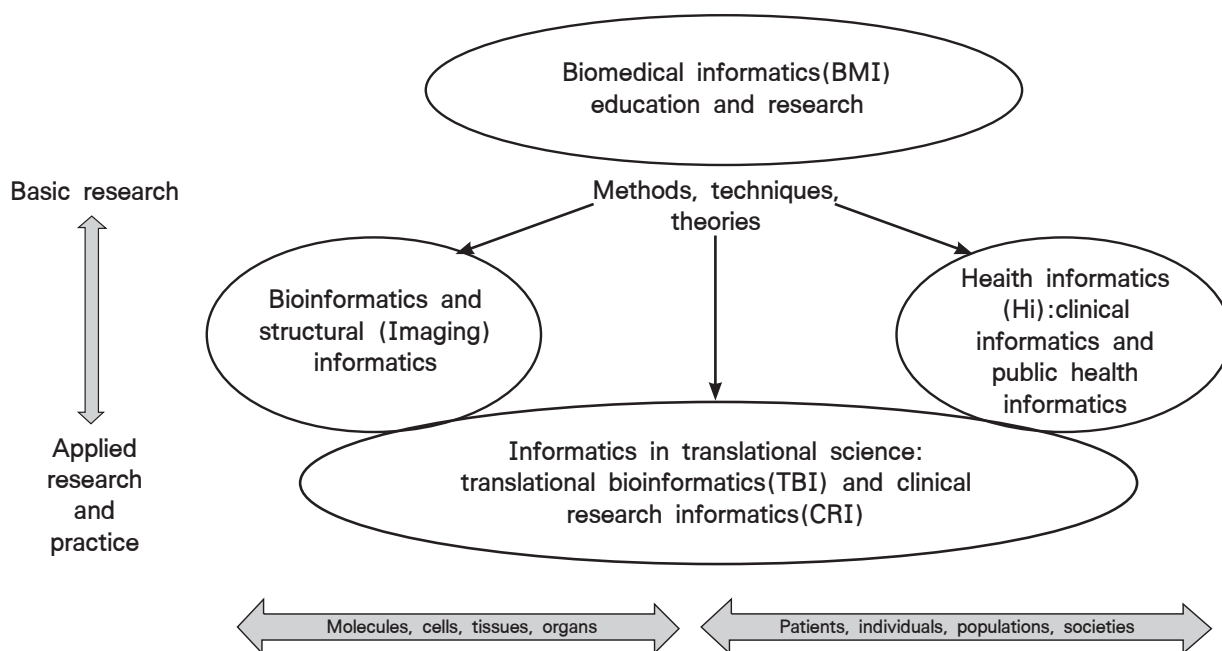 Biomedical informatics(BMI)
education and research
Basic research
Methods, techniques,
theories
Bioinformatics and
structural (Imaging)
informatics
Health informatics
(Hi):clinical
informatics and
public health
informatics
Applied
research
and
practice
Informatics in translational science:
translational bioinformatics(TBI) and clinical
research informatics(CRI)
Molecules, cells, tissues, organs
Patients, individuals, populations, societies